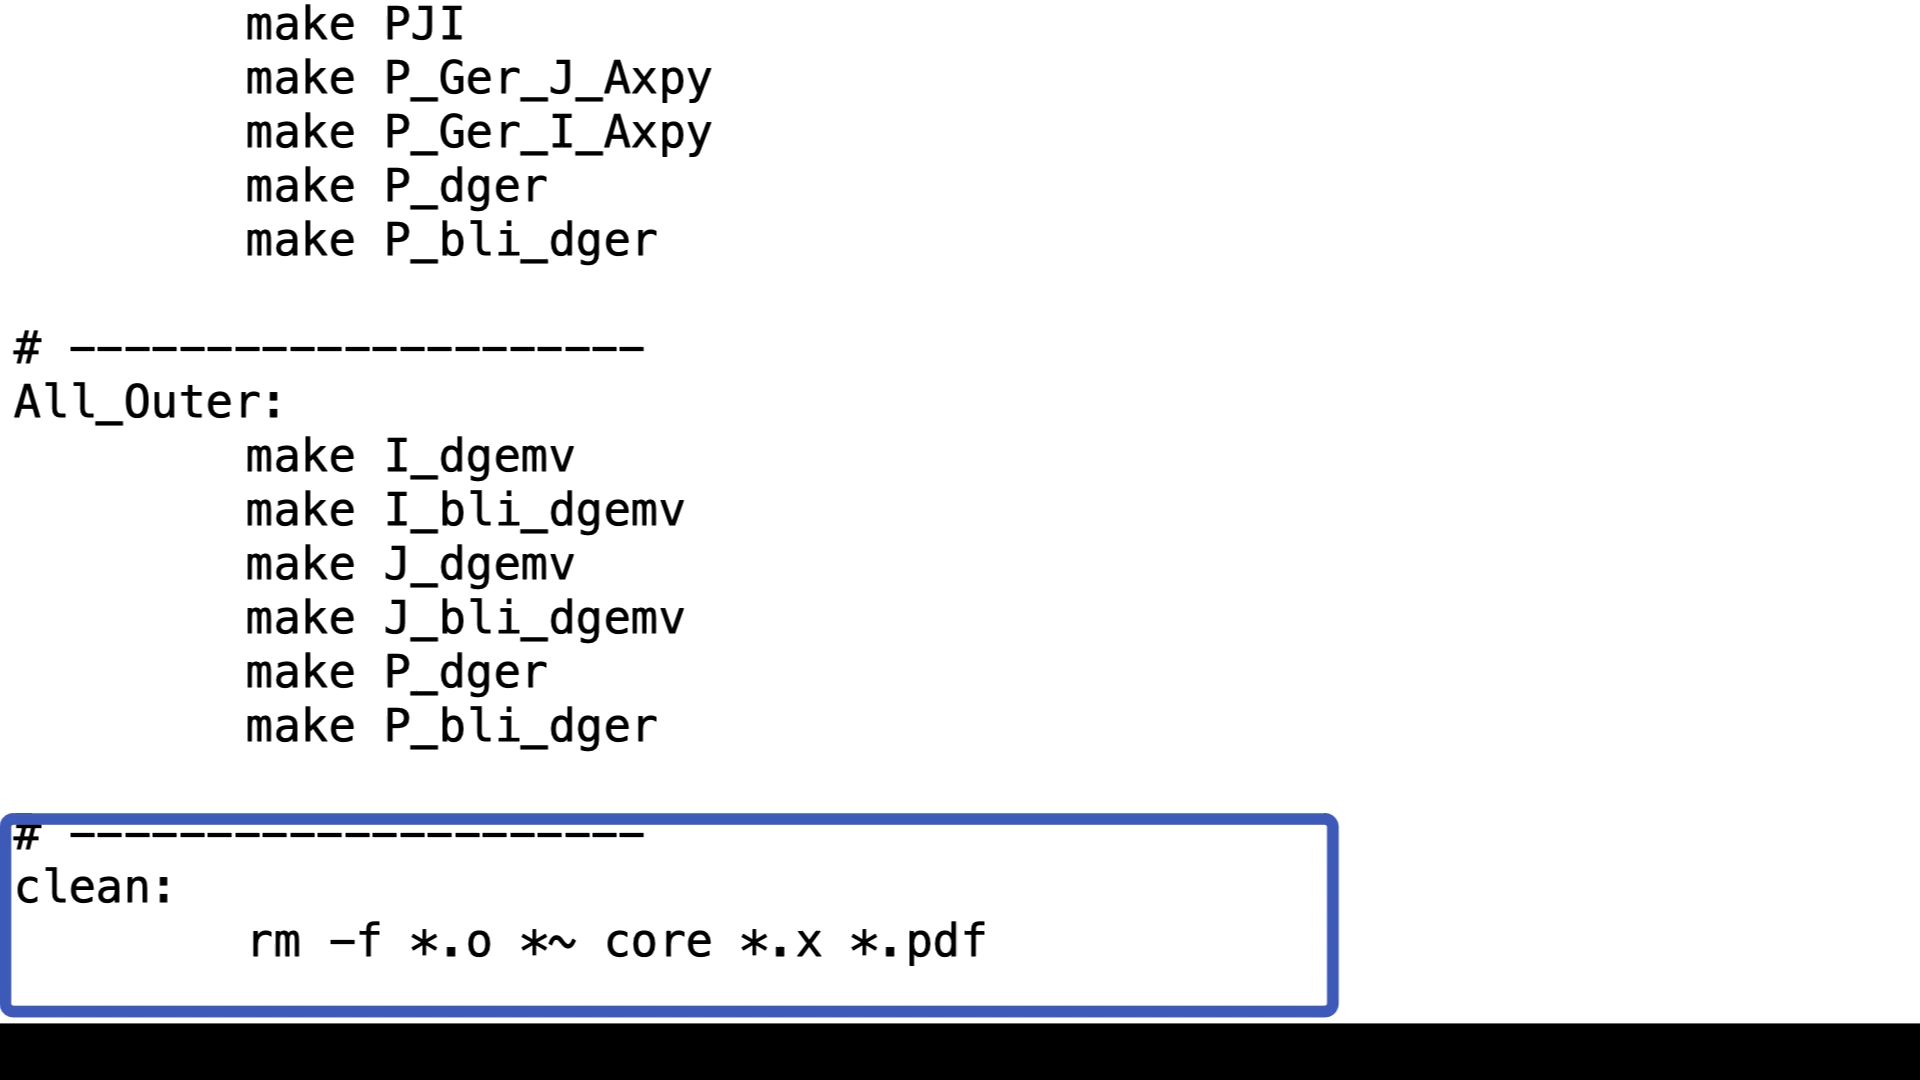 make PJI
make P_Ger_J_Axpy
make P_Ger_I_Axpy
make P_dger
make P_bli_dger
# ---------------------
All_Outer:
make I_dgemv
make I_bli_dgemv
make J_dgemv
make J_bli_dgemv
make P_dger
make P_bli_dger
# ---------------------
clean:
rm -f *.o *~ core *.x *.pdf